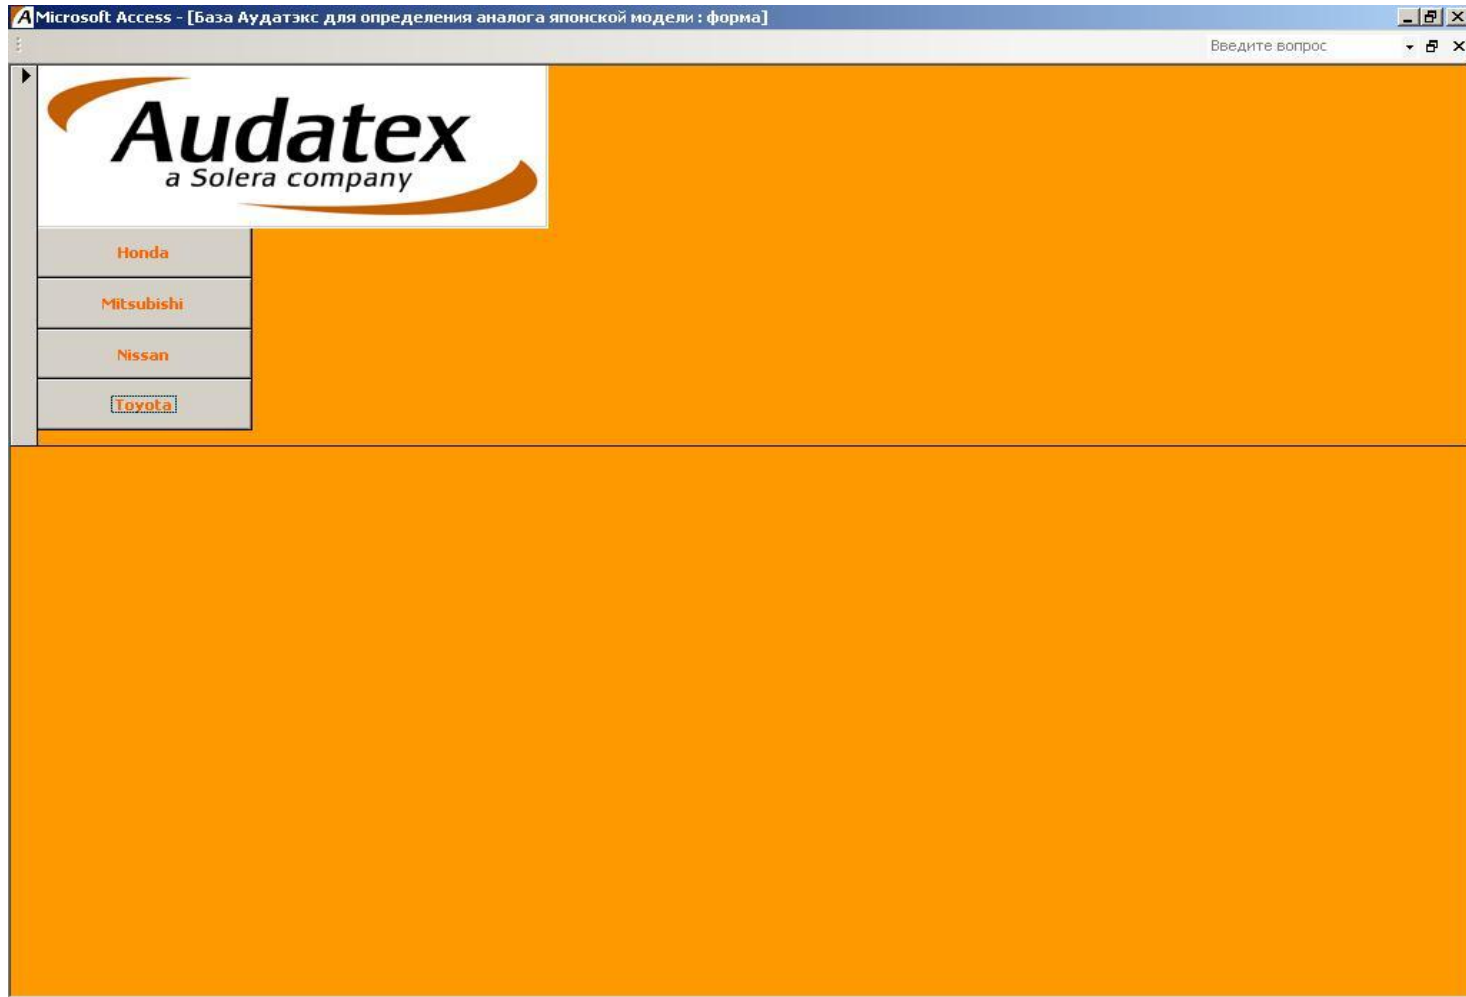 Microsoft Access - [База Аудатэкс для определения аналога японской модели : форма]
Введите вопрос
Audatex
a Solera company
Honda
Mitsubishi
Nissan
Toyota